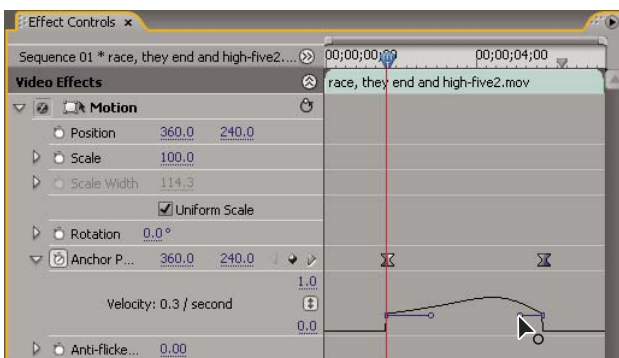 Effect Controls ×
Sequence 01 * race, they end and high-five2....
00;00;00;00 00;00;04;00
Video Effects
race, they end and high-five2.mov
Motion
Position 360.0 240.0
Scale 100.0
Scale Width 114.3
Uniform Scale
Rotation 0.0°
Anchor P... 360.0 240.0
1.0
Velocity: 0.3 / second
0.0
Anti-flicke... 0.00